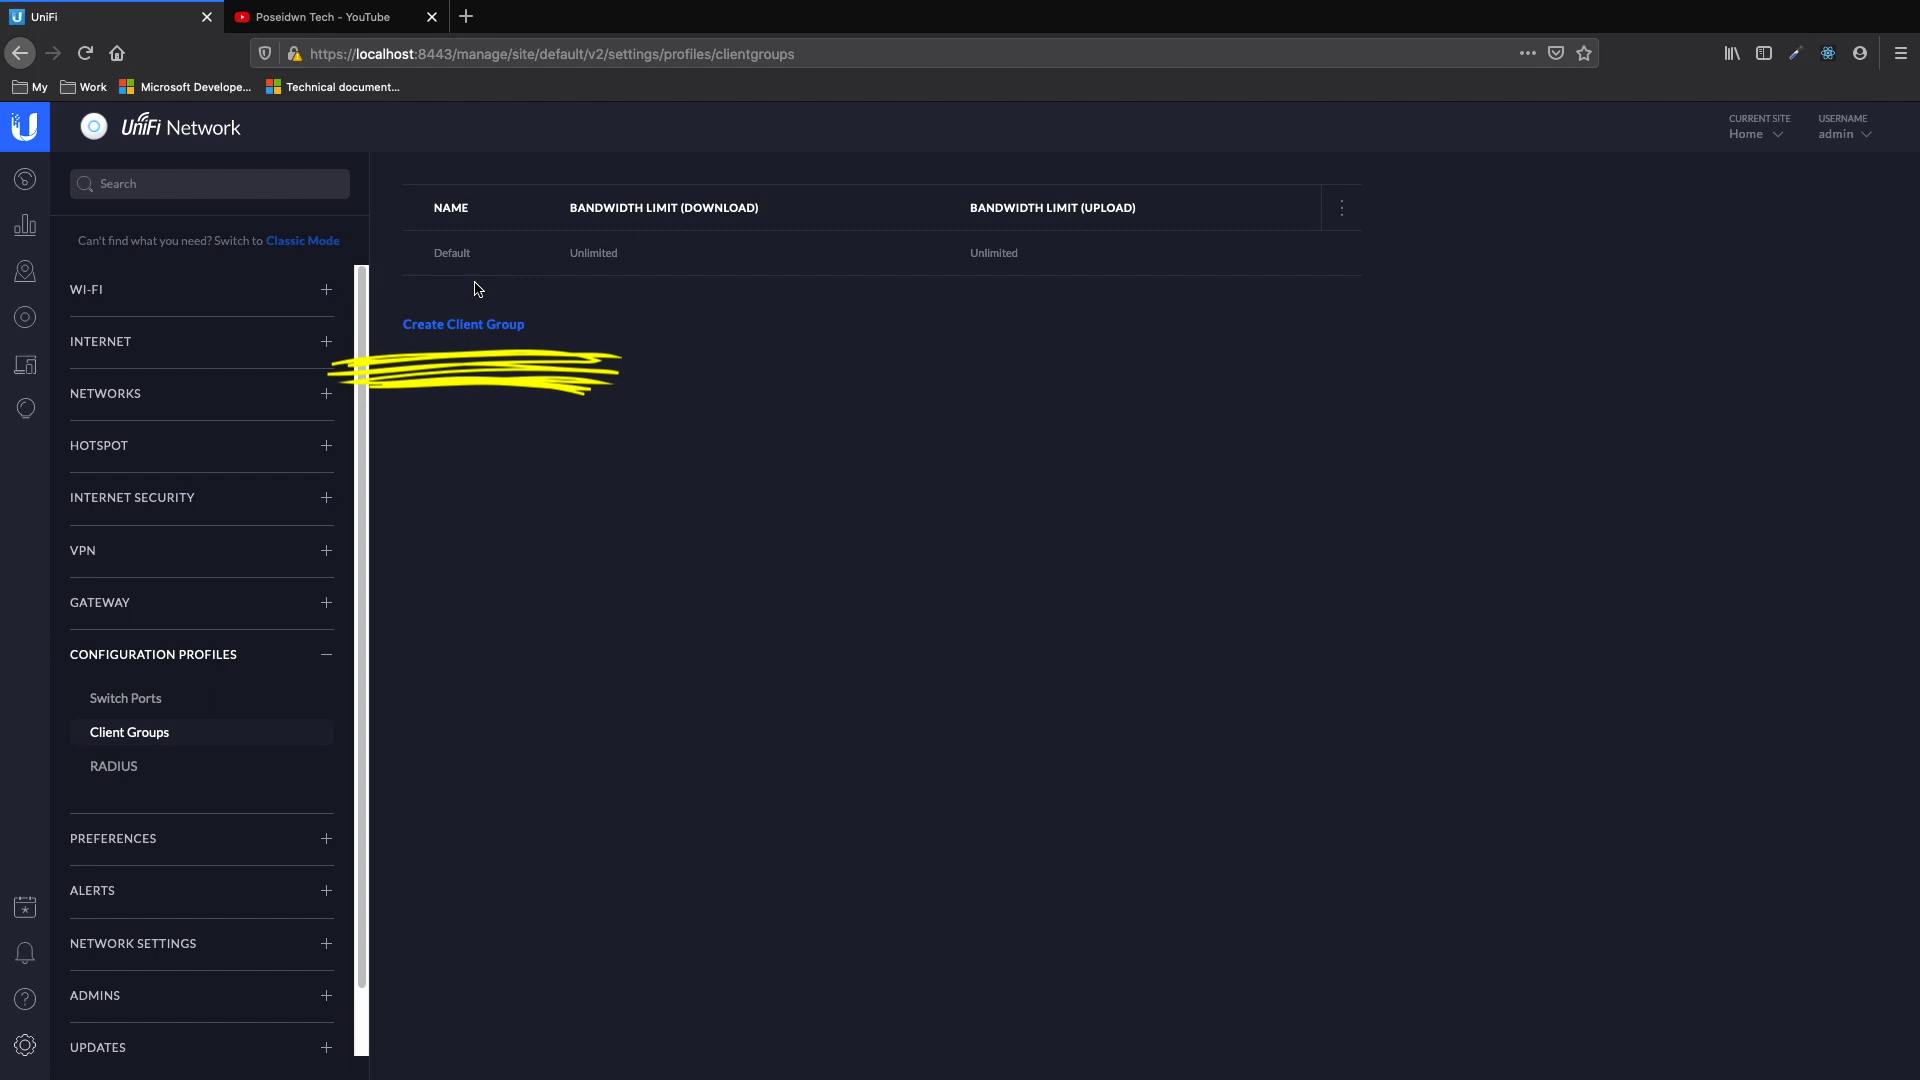 UniFi
Poseidwn Tech - YouTube
https://localhost:8443/manage/site/default/v2/settings/profiles/clientgroups
My
Work
Microsoft Develope...
Technical document...
UniFi Network
CURRENT SITE
Home
USERNAME
admin
Search
Can't find what you need? Switch to Classic Mode
WI-FI
INTERNET
NETWORKS
HOTSPOT
INTERNET SECURITY
VPN
GATEWAY
CONFIGURATION PROFILES
Switch Ports
Client Groups
RADIUS
PREFERENCES
ALERTS
NETWORK SETTINGS
ADMINS
UPDATES
NAME BANDWIDTH LIMIT (DOWNLOAD) BANDWIDTH LIMIT (UPLOAD)
Default Unlimited Unlimited
Create Client Group